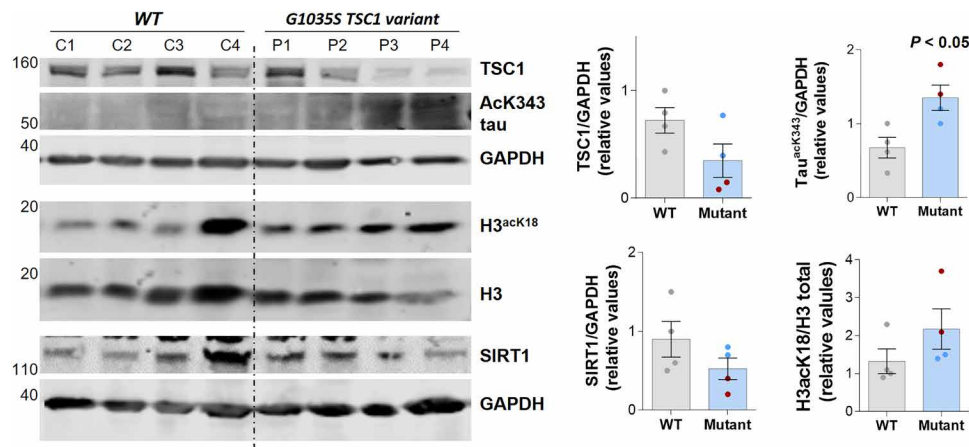 WT
G1035S TSC1 variant
C1 C2 C3 C4 P1 P2 P3 P4
160
TSC1
AcK343
tau
50
40
GAPDH
20
H3acK18
20
H3
SIRT1
110
40
GAPDH
TSC1/GAPDH
(relative values)
1
0
WT Mutant
P < 0.05
TauacK343/GAPDH
(relative values)
2
1
0
WT Mutant
SIRT1/GAPDH
(relative values)
2
1
0
WT Mutant
H3acK18/H3 total
(relative values)
4
3
2
1
0
WT Mutant